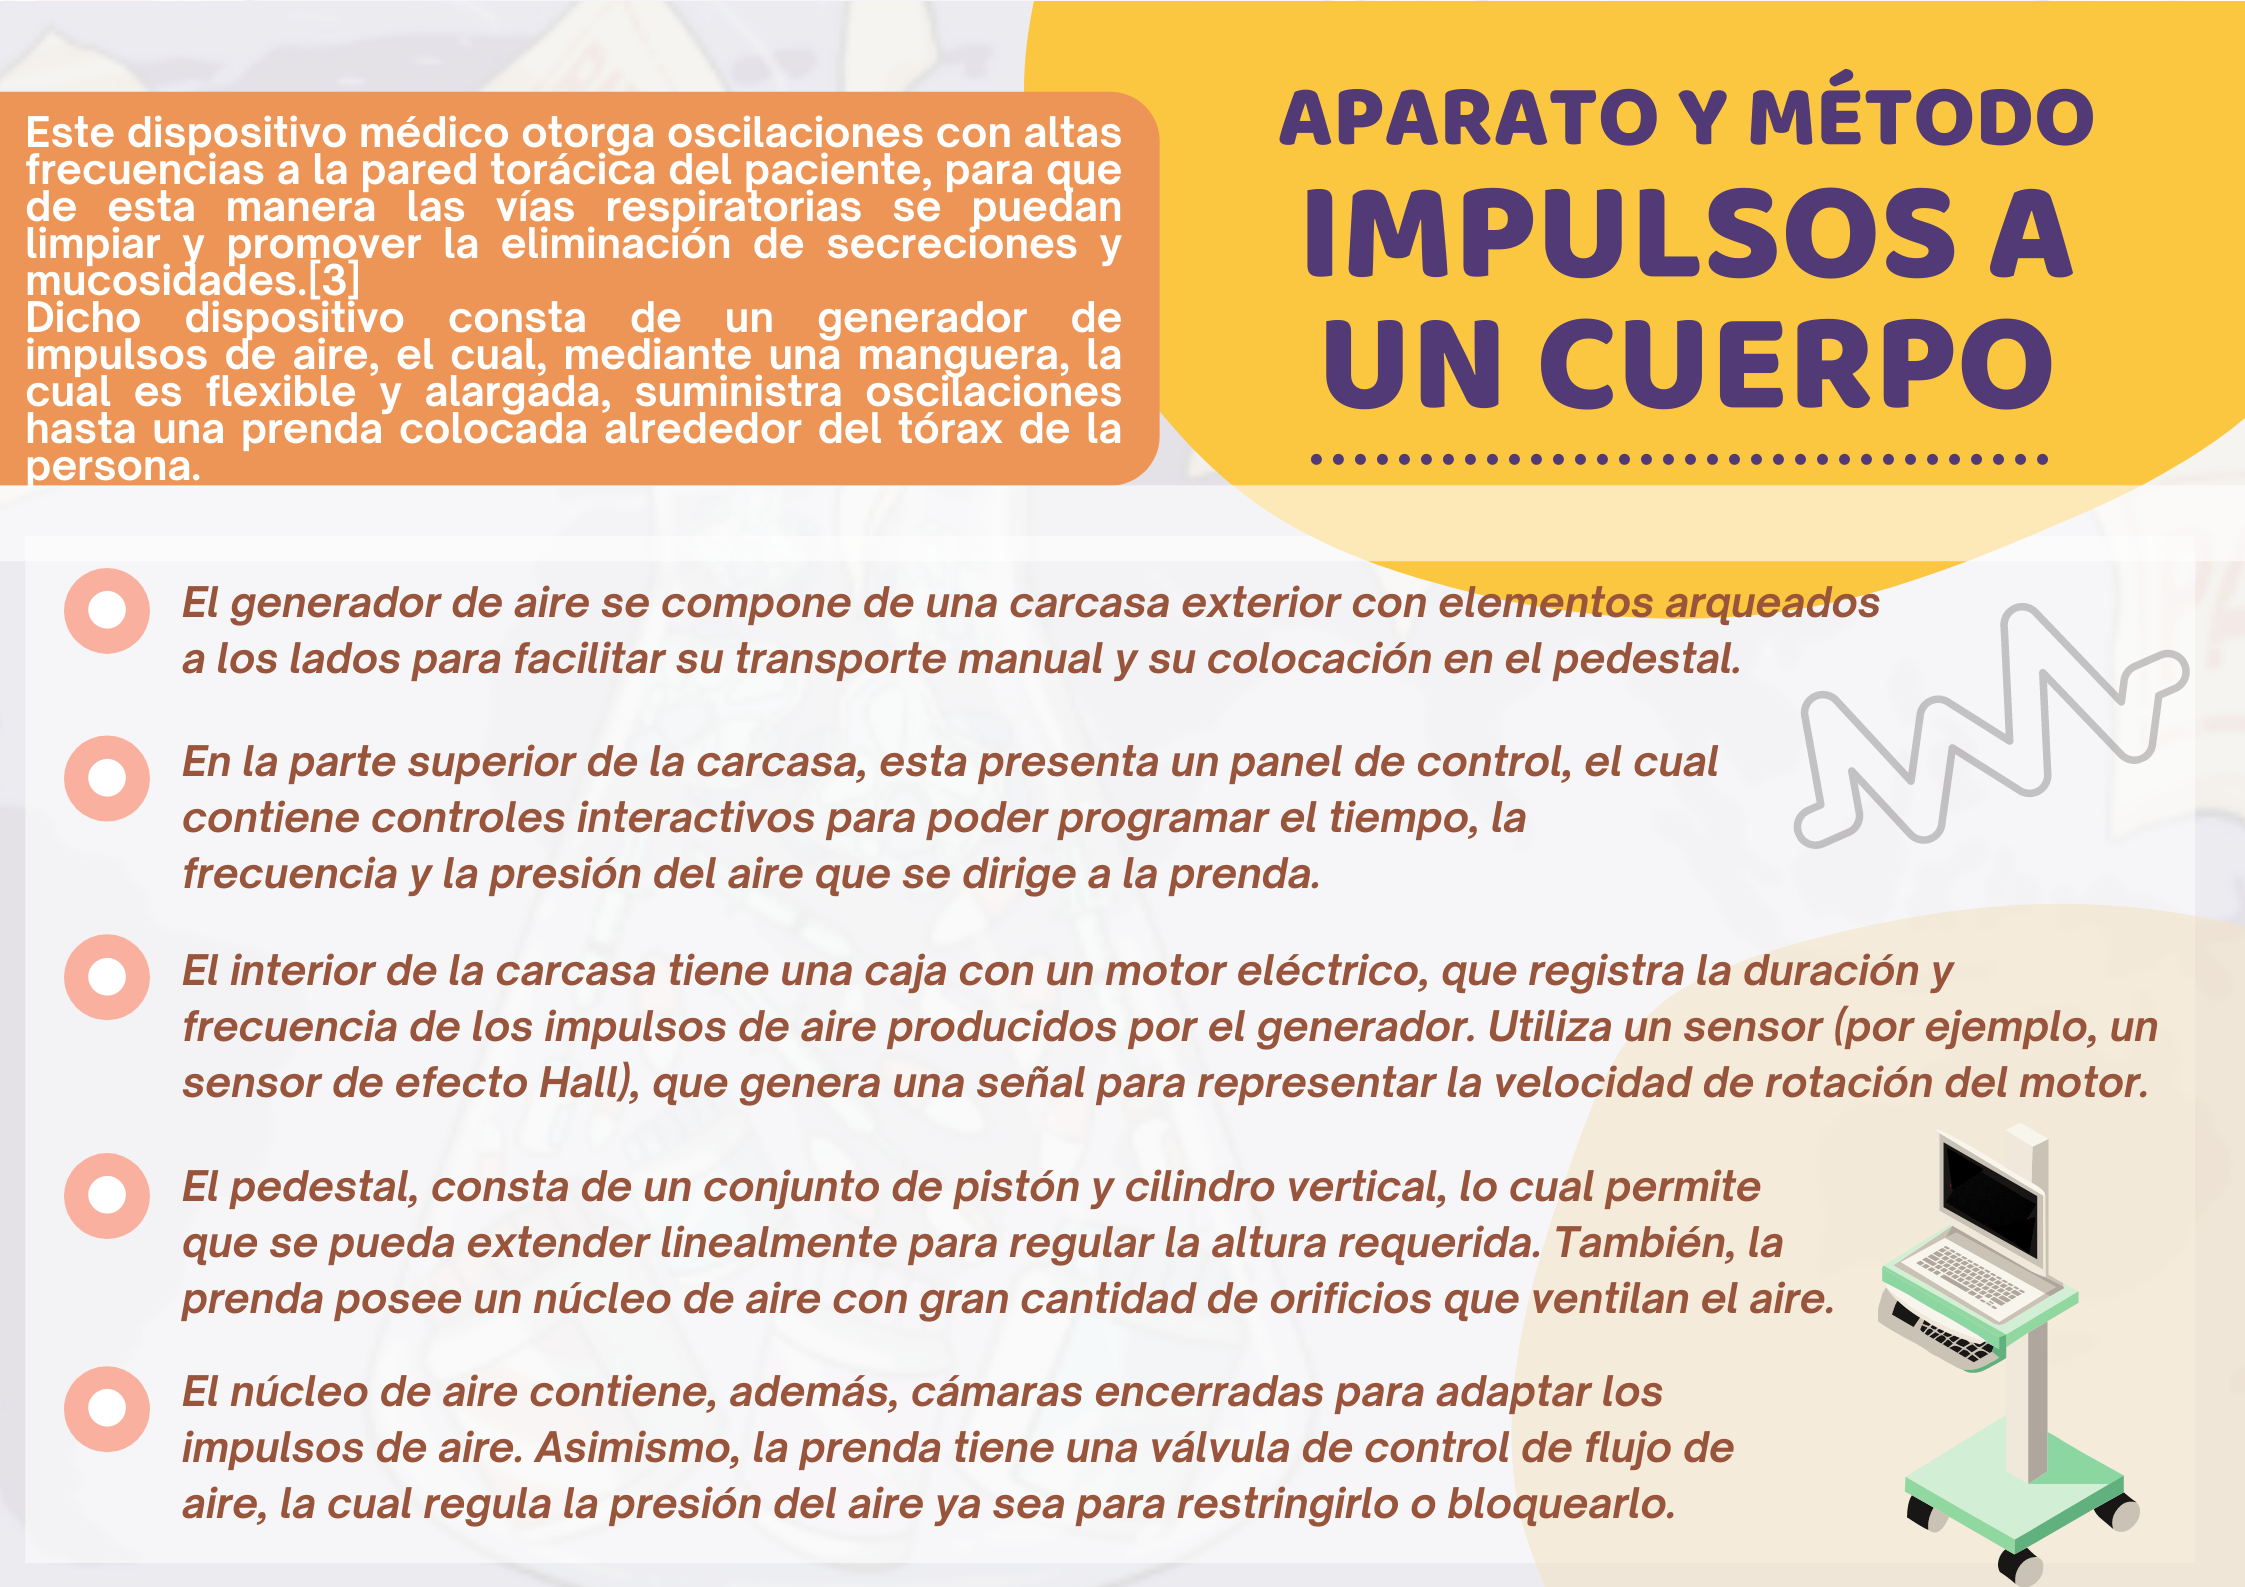 APARATO Y MÉTODO
IMPULSOS A
UN CUERPO
Este dispositivo médico otorga oscilaciones con altas
frecuencias a la pared torácica del paciente, para que
de esta manera las vías respiratorias se puedan
limpiar y promover la eliminación de secreciones y
mucosidades.[3]
Dicho dispositivo consta de un generador de
impulsos de aire, el cual, mediante una manguera, la
cual es flexible y alargada, suministra oscilaciones
hasta una prenda colocada alrededor del tórax de la
persona.
El generador de aire se compone de una carcasa exterior con elementos arqueados
a los lados para facilitar su transporte manual y su colocación en el pedestal.
En la parte superior de la carcasa, esta presenta un panel de control, el cual
contiene controles interactivos para poder programar el tiempo, la
frecuencia y la presión del aire que se dirige a la prenda.
El interior de la carcasa tiene una caja con un motor eléctrico, que registra la duración y
frecuencia de los impulsos de aire producidos por el generador. Utiliza un sensor (por ejemplo, un
sensor de efecto Hall), que genera una señal para representar la velocidad de rotación del motor.
El pedestal, consta de un conjunto de pistón y cilindro vertical, lo cual permite
que se pueda extender linealmente para regular la altura requerida. También, la
prenda posee un núcleo de aire con gran cantidad de orificios que ventilan el aire.
El núcleo de aire contiene, además, cámaras encerradas para adaptar los
impulsos de aire. Asimismo, la prenda tiene una válvula de control de flujo de
aire, la cual regula la presión del aire ya sea para restringirlo o bloquearlo.